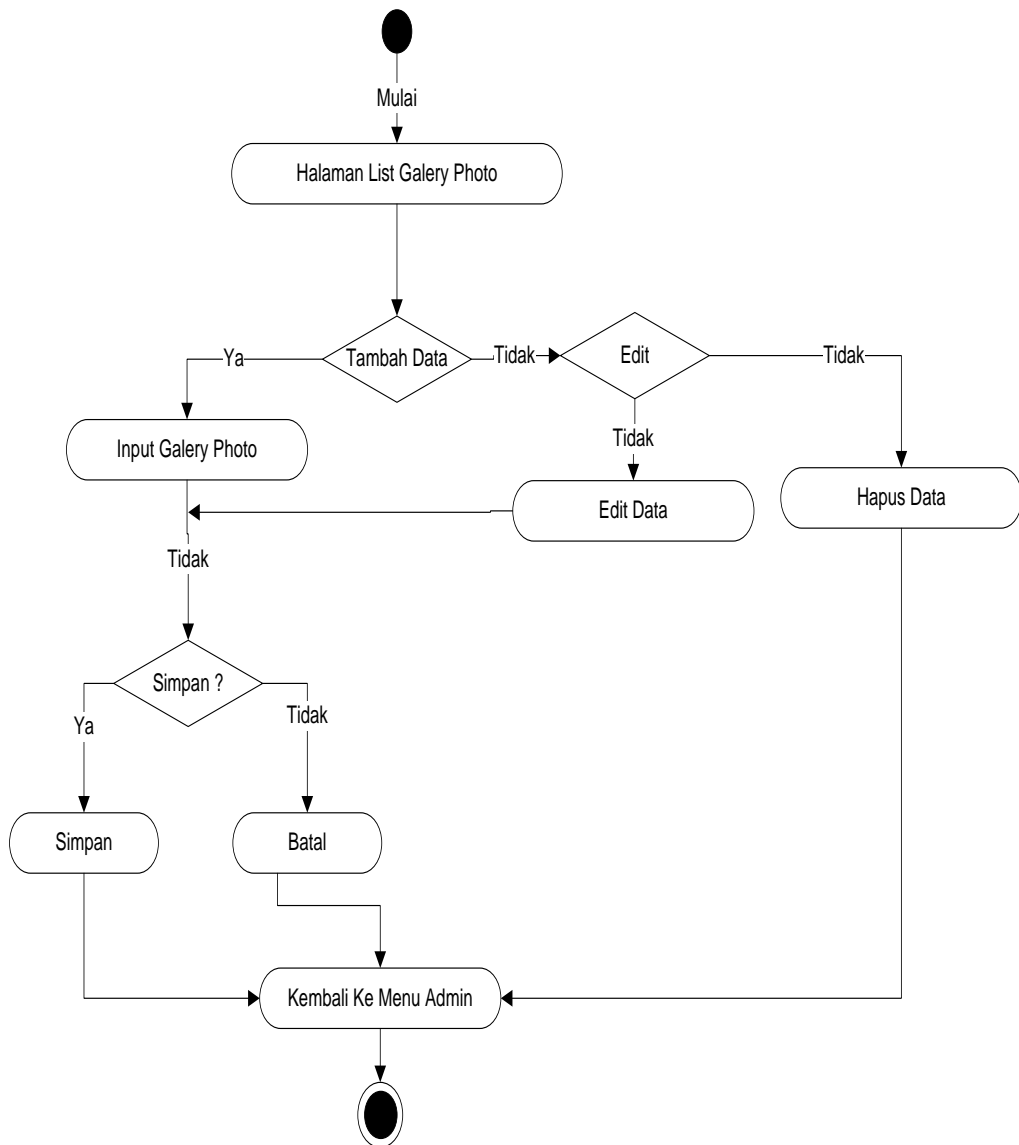 Mulai
Halaman List Galery Photo
Tambah Data
Ya
Tidak
Edit
Tidak
Tidak
Input Galery Photo
Edit Data
Hapus Data
Tidak
Simpan ?
Ya
Tidak
Simpan
Batal
Kembali Ke Menu Admin